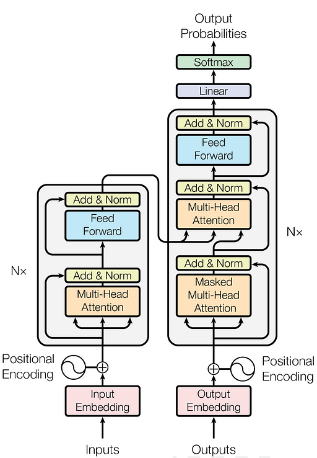 Output
Probabilities
Softmax
Linear
Add & Norm
Feed
Forward
Add & Norm
Multi-Head
Attention
Add & Norm
Masked
Multi-Head
Attention
N×
Add & Norm
Feed
Forward
Add & Norm
Multi-Head
Attention
N×
Positional
Encoding
Positional
Encoding
Input
Embedding
Output
Embedding
Inputs
Outputs